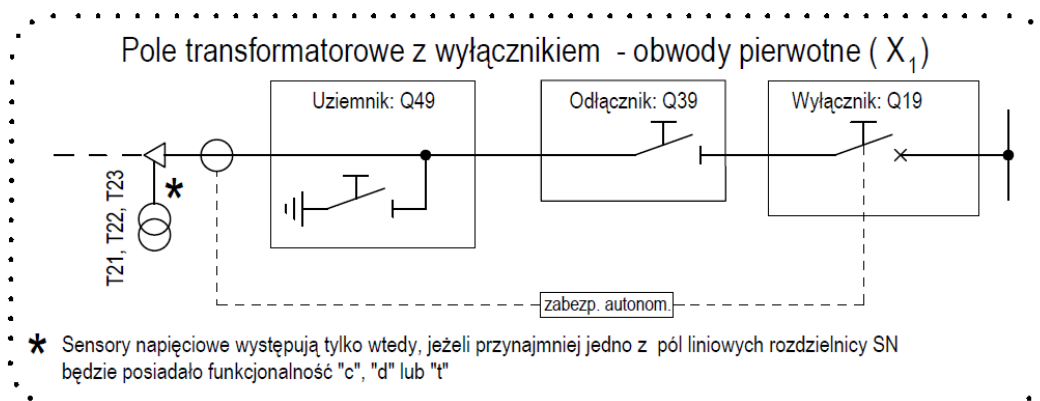 Pole transformatorowe z wyłącznikiem - obwody pierwotne ( X₁)
Uziemnik: Q49
Odłącznik: Q39
Wyłącznik: Q19
T21, T22, T23
*
zabezp. autonom.
* Sensory napięciowe występują tylko wtedy, jeżeli przynajmniej jedno z pól liniowych rozdzielnicy SN
będzie posiadało funkcjonalność "c", "d" lub "t"